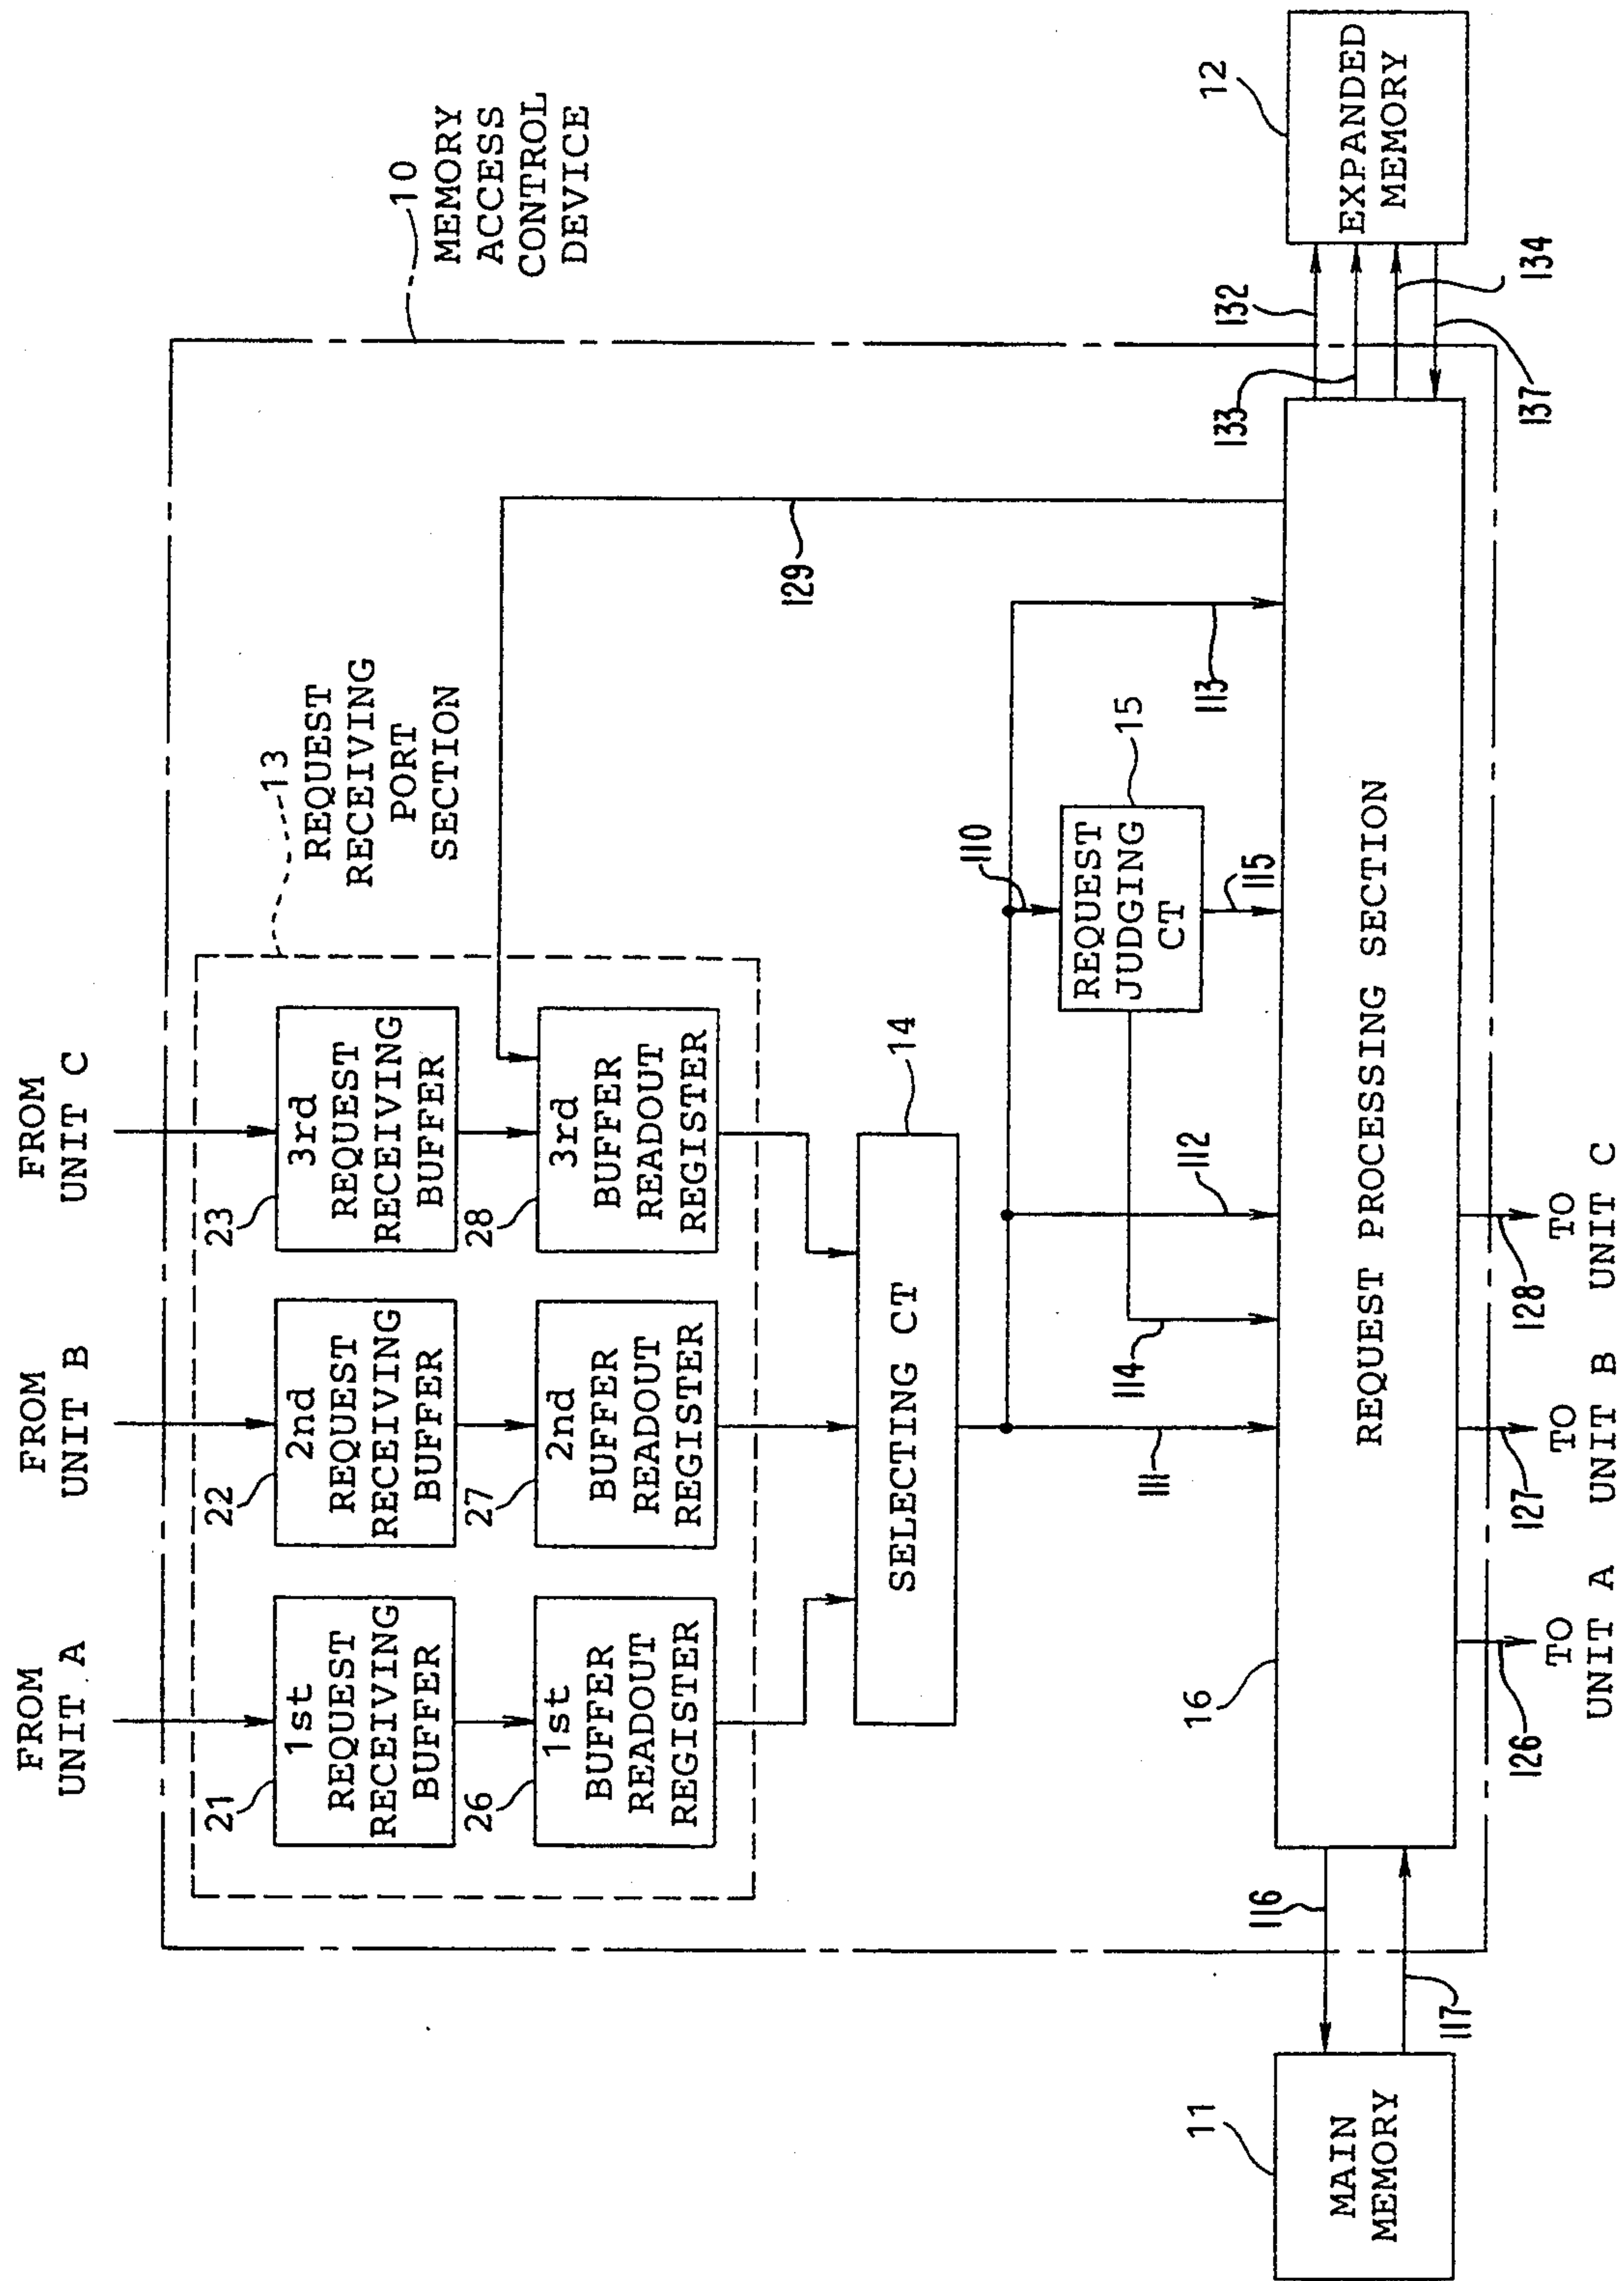 FROM
UNIT A
FROM
UNIT B
FROM
UNIT C
10
MEMORY
ACCESS
CONTROL
DEVICE
13
REQUEST
RECEIVING
PORT
SECTION
21
1st
REQUEST
RECEIVING
BUFFER
22
2nd
REQUEST
RECEIVING
BUFFER
23
3rd
REQUEST
RECEIVING
BUFFER
26
1st
BUFFER
READOUT
REGISTER
27
2nd
BUFFER
READOUT
REGISTER
28
3rd
BUFFER
READOUT
REGISTER
129
14
SELECTING CT
110
15
REQUEST
JUDGING
CT
111
114
112
115
113
16
REQUEST PROCESSING SECTION
11
MAIN
MEMORY
116
117
132
133
134
137
12
EXPANDED
MEMORY
126
TO
UNIT A
127
TO
UNIT B
128
TO
UNIT C